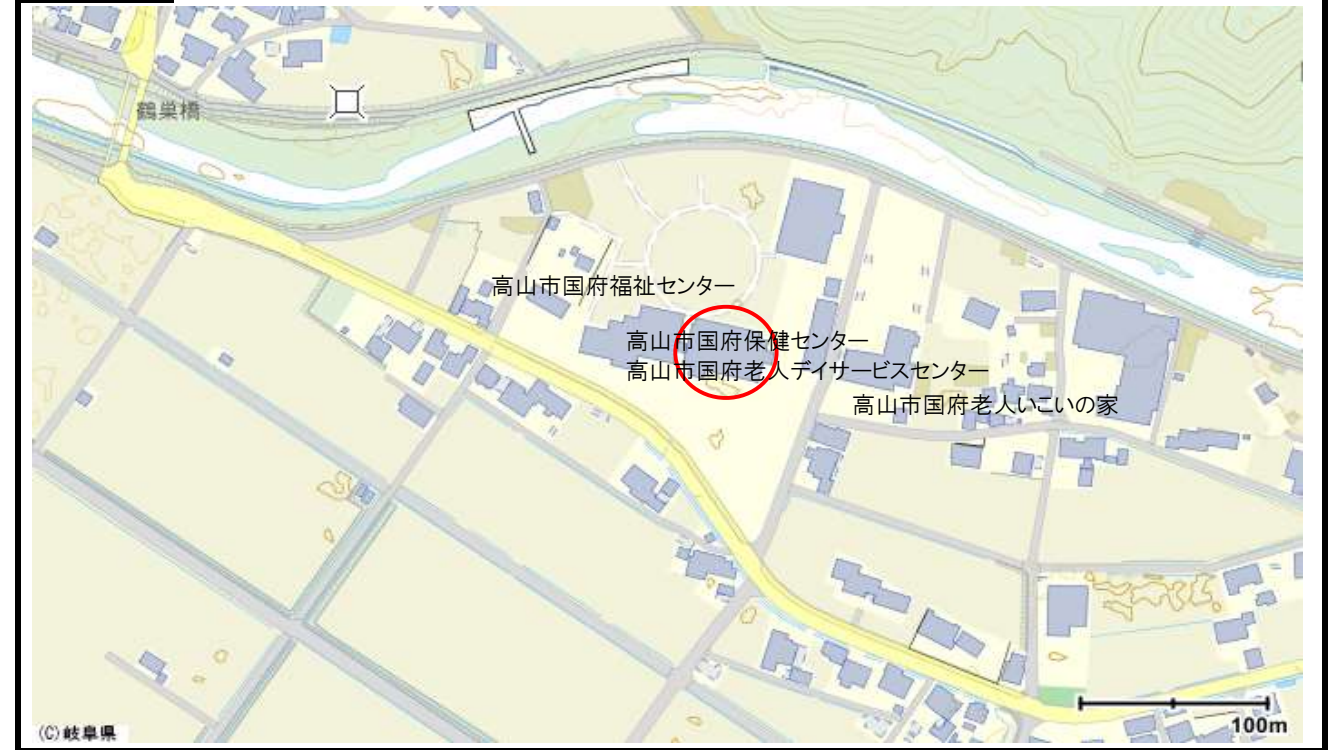 鶴巣橋
高山市国府福祉センター
高山市国府保健センター
高山市国府老人デイサービスセンター
高山市国府老人いこいの家
(C)岐阜県
100m